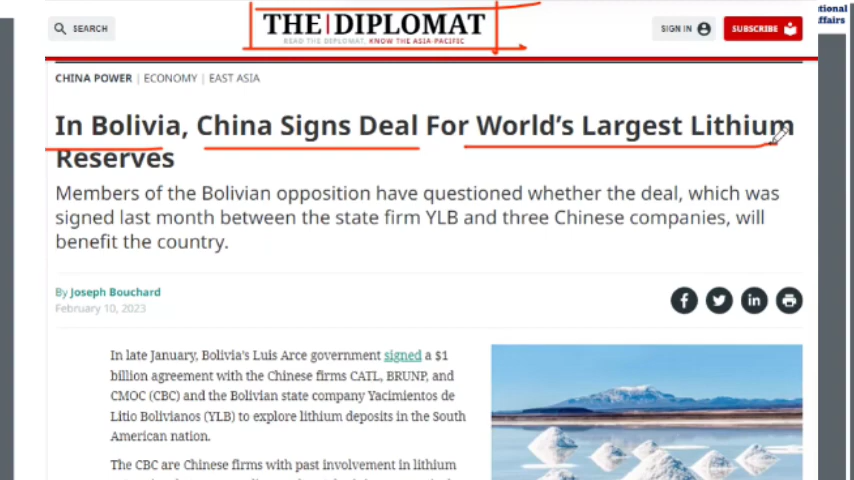 tional
ffairs
SEARCH
THE|DIPLOMAT
READ THE DIPLOMAT, KNOW THE ASIA-PACIFIC
SIGN IN
SUBSCRIBE
CHINA POWER | ECONOMY | EAST ASIA
In Bolivia, China Signs Deal For World's Largest Lithium
Reserves
Members of the Bolivian opposition have questioned whether the deal, which was
signed last month between the state firm YLB and three Chinese companies, will
benefit the country.
By Joseph Bouchard
February 10, 2023
In late January, Bolivia's Luis Arce government signed a $1
billion agreement with the Chinese firms CATL, BRUNP, and
CMOC (CBC) and the Bolivian state company Yacimientos de
Litio Bolivianos (YLB) to explore lithium deposits in the South
American nation.
The CBC are Chinese firms with past involvement in lithium